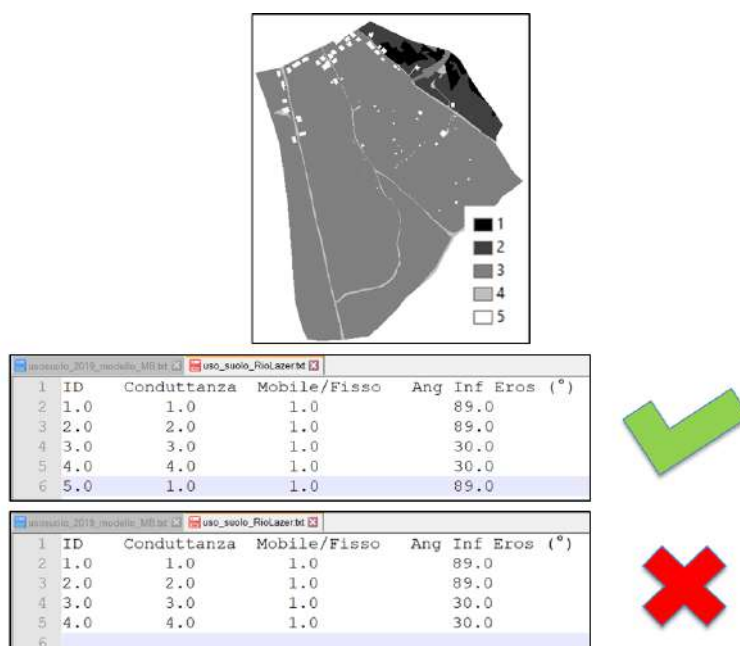 1
2
3
4
5
usosuolo_2019_modello_MB.txt uso_suolo_RioLazer.txt
1 ID Conduttanza Mobile/Fisso Ang Inf Eros (°)
2 1.0 1.0 1.0 89.0
3 2.0 2.0 1.0 89.0
4 3.0 3.0 1.0 30.0
5 4.0 4.0 1.0 30.0
6 5.0 1.0 1.0 89.0
usosuolo_2019_modello_MB.txt uso_suolo_RioLazer.txt
1 ID Conduttanza Mobile/Fisso Ang Inf Eros (°)
2 1.0 1.0 1.0 89.0
3 2.0 2.0 1.0 89.0
4 3.0 3.0 1.0 30.0
5 4.0 4.0 1.0 30.0
6